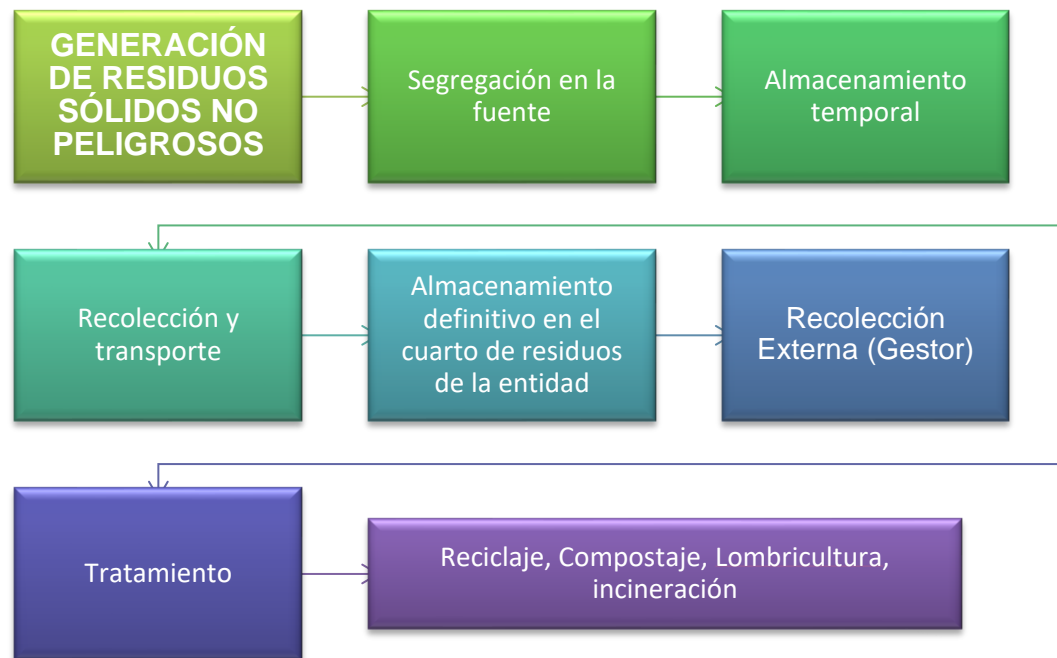 GENERACIÓN
DE RESIDUOS
SÓLIDOS NO
PELIGROSOS
Segregación en la
fuente
Almacenamiento
temporal
Recolección y
transporte
Almacenamiento
definitivo en el
cuarto de residuos
de la entidad
Recolección
Externa (Gestor)
Tratamiento
Reciclaje, Compostaje, Lombricultura,
incineración